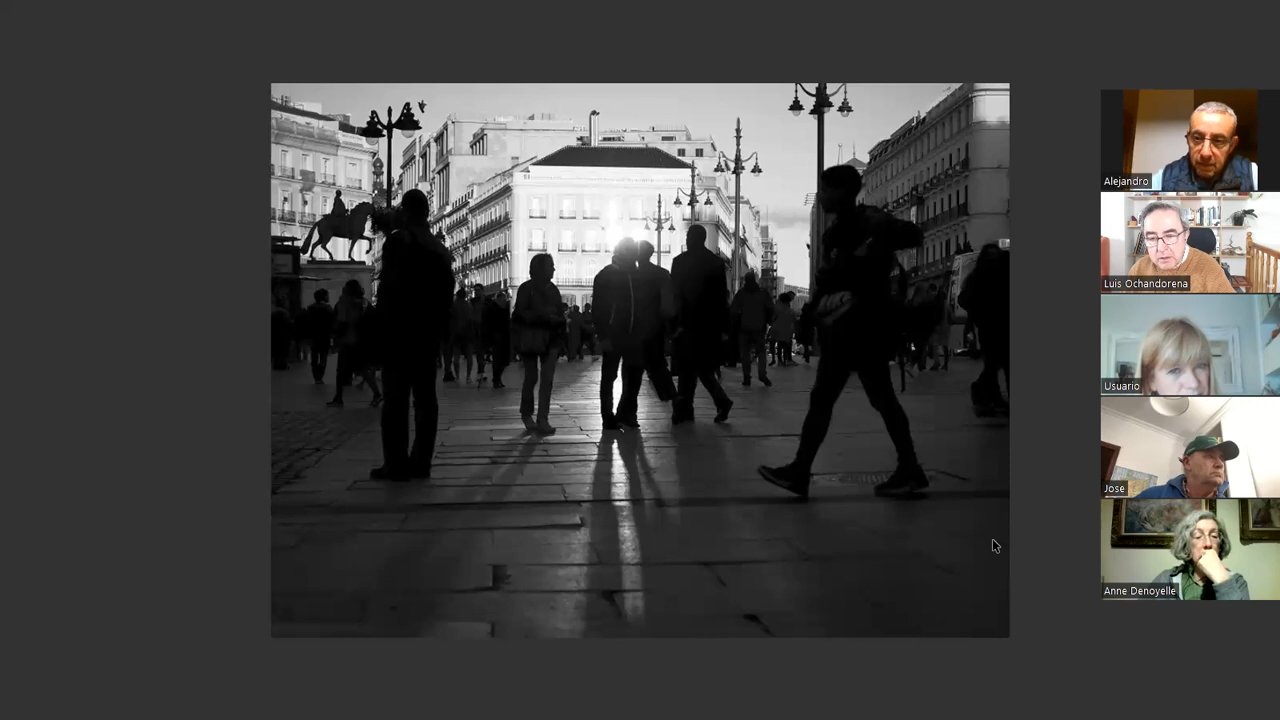 Alejandro
Luis Ochandorena
Usuario
Jose
Anne Denoyelle